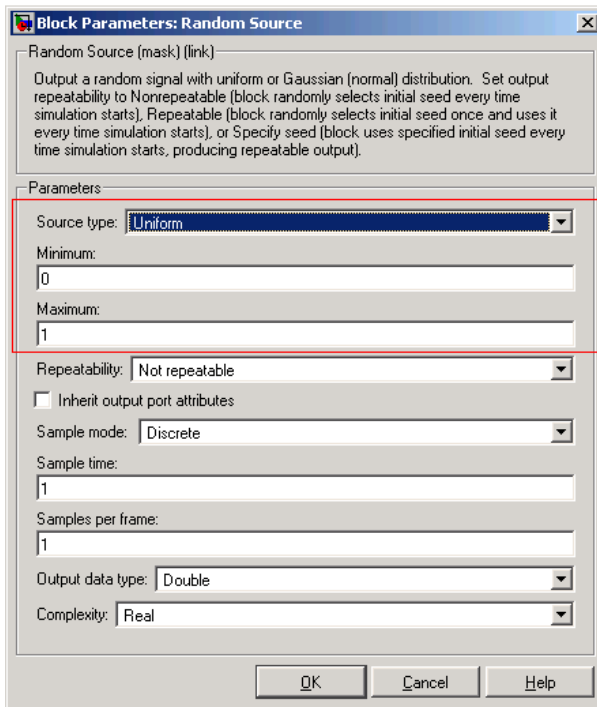 Block Parameters: Random Source
Random Source (mask) (link)
Output a random signal with uniform or Gaussian (normal) distribution. Set output
repeatability to Nonrepeatable (block randomly selects initial seed every time
simulation starts), Repeatable (block randomly selects initial seed once and uses it
every time simulation starts), or Specify seed (block uses specified initial seed every
time simulation starts, producing repeatable output).
Parameters
Source type: Uniform
Minimum:
0
Maximum:
1
Repeatability: Not repeatable
Inherit output port attributes
Sample mode: Discrete
Sample time:
1
Samples per frame:
1
Output data type: Double
Complexity: Real
OK Cancel Help